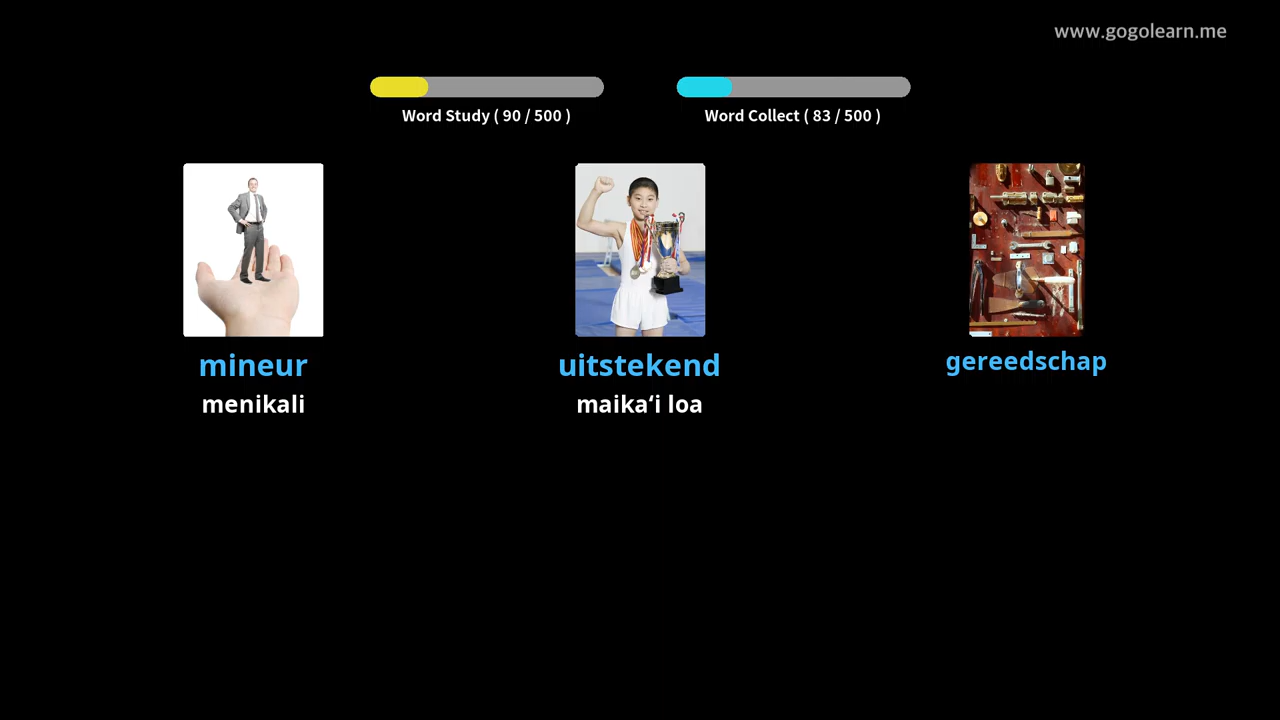 www.gogolearn.me
Word Study ( 90 / 500 )
Word Collect ( 83 / 500 )
mineur
menikali
uitstekend
maikaʻi loa
gereedschap